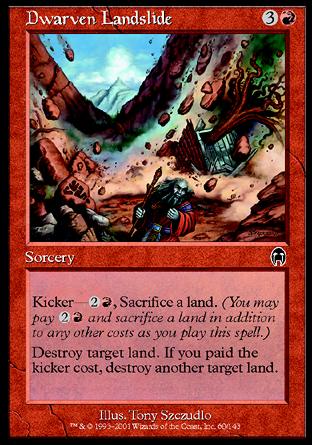 Dwarven Landslide 3
Sorcery
Kicker—2, Sacrifice a land. (You may
pay 2 and sacrifice a land in addition
to any other costs as you play this spell.)
Destroy target land. If you paid the
kicker cost, destroy another target land.
Illus. Tony Szczudlo
™ & © 1993–2001 Wizards of the Coast, Inc. 60/143